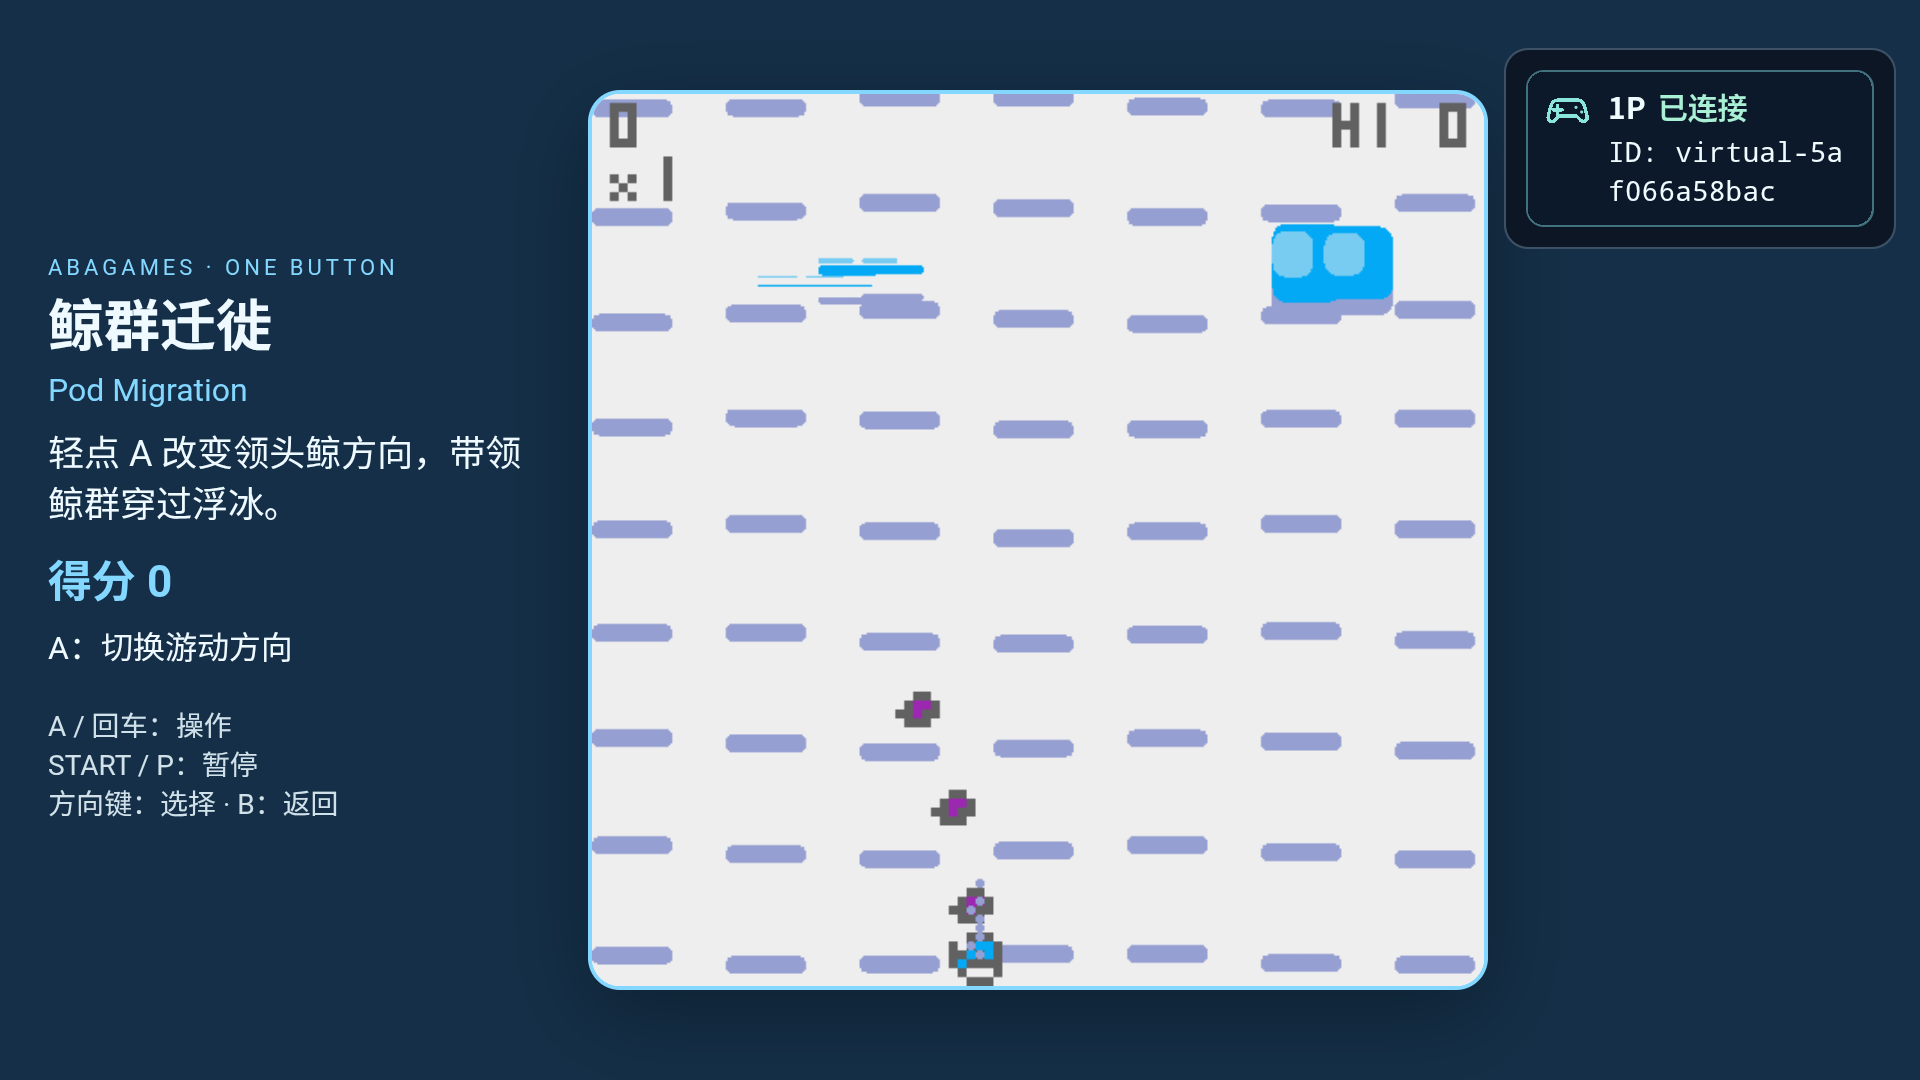 ABAGAMES · ONE BUTTON
鲸群迁徙
Pod Migration
轻点 A 改变领头鲸方向，带领
鲸群穿过浮冰。
得分 0
A：切换游动方向
A / 回车：操作
START / P：暂停
方向键：选择 · B：返回
0
x1
HI 0
1P 已连接
ID: virtual-5a
f066a58bac